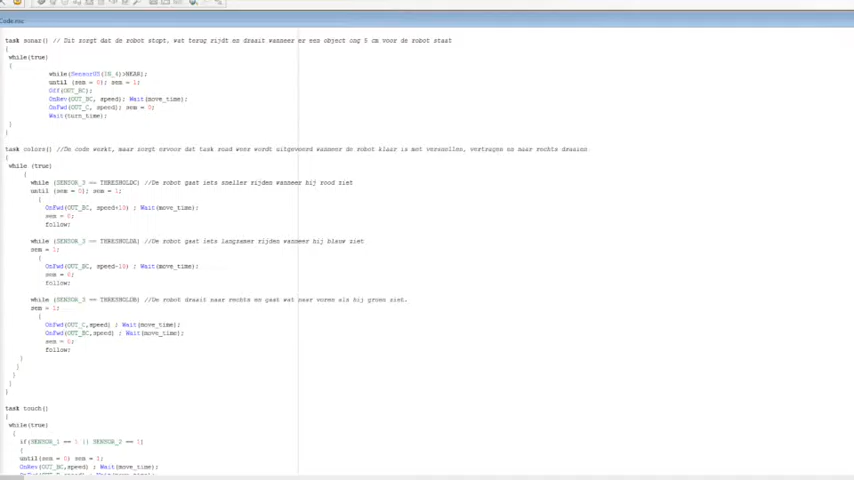 Code.nxc
task sonar() // Dit zorgt dat de robot stopt, wat terug rijdt en draait wanneer er een object ong 5 cm voor de robot staat
{
while(true)
{
while(SensorUS(IN_4)>NEAR);
until (sem = 0); sem = 1;
Off(OUT_BC);
OnRev(OUT_BC, speed); Wait(move_time);
OnFwd(OUT_C, speed); sem = 0;
Wait(turn_time);
}
}
task colors() //De code werkt, maar zorgt ervoor dat task road weer wordt uitgevoerd wanneer de robot klaar is met versnellen, vertragen en naar rechts draaien
{
while (true)
{
while (SENSOR_3 == THRESHOLDC) //De robot gaat iets sneller rijden wanneer hij rood ziet
until (sem = 0); sem = 1;
{
OnFwd(OUT_BC, speed+10) ; Wait(move_time);
sem = 0;
follow;
while (SENSOR_3 == THRESHOLDA) //De robot gaat iets langzamer rijden wanneer hij blauw ziet
sem = 1;
{
OnFwd(OUT_BC, speed-10) ; Wait(move_time);
sem = 0;
follow;
while (SENSOR_3 == THRESHOLDB) //De robot draait naar rechts en gaat wat naar voren als hij groen ziet.
sem = 1;
{
OnFwd(OUT_C,speed) ; Wait(move_time);
OnFwd(OUT_BC,speed) ; Wait(move_time);
sem = 0;
follow;
}
}
}
}
}
task touch()
{
while(true)
{
if(SENSOR_1 == 1 || SENSOR_2 == 1)
{
until(sem = 0) sem = 1;
OnRev(OUT_BC,speed) ; Wait(move_time);